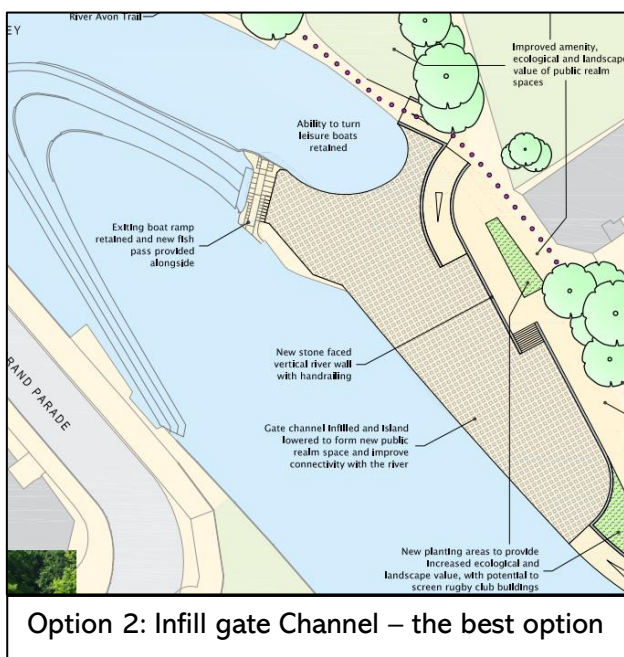 River Avon Trail
EY
Improved amenity,
ecological and landscape
value of public realm
spaces
Ability to turn
leisure boats
retained
Exiting boat ramp
retained and new fish
pass provided
alongside
New stone faced
vertical river wall
with handrailing
RAND PARADE
Gate channel infilled and island
lowered to form new public
realm space and improve
connectivity with the river
New planting areas to provide
increased ecological and
landscape value, with potential to
screen rugby club buildings
Option 2: Infill gate Channel – the best option